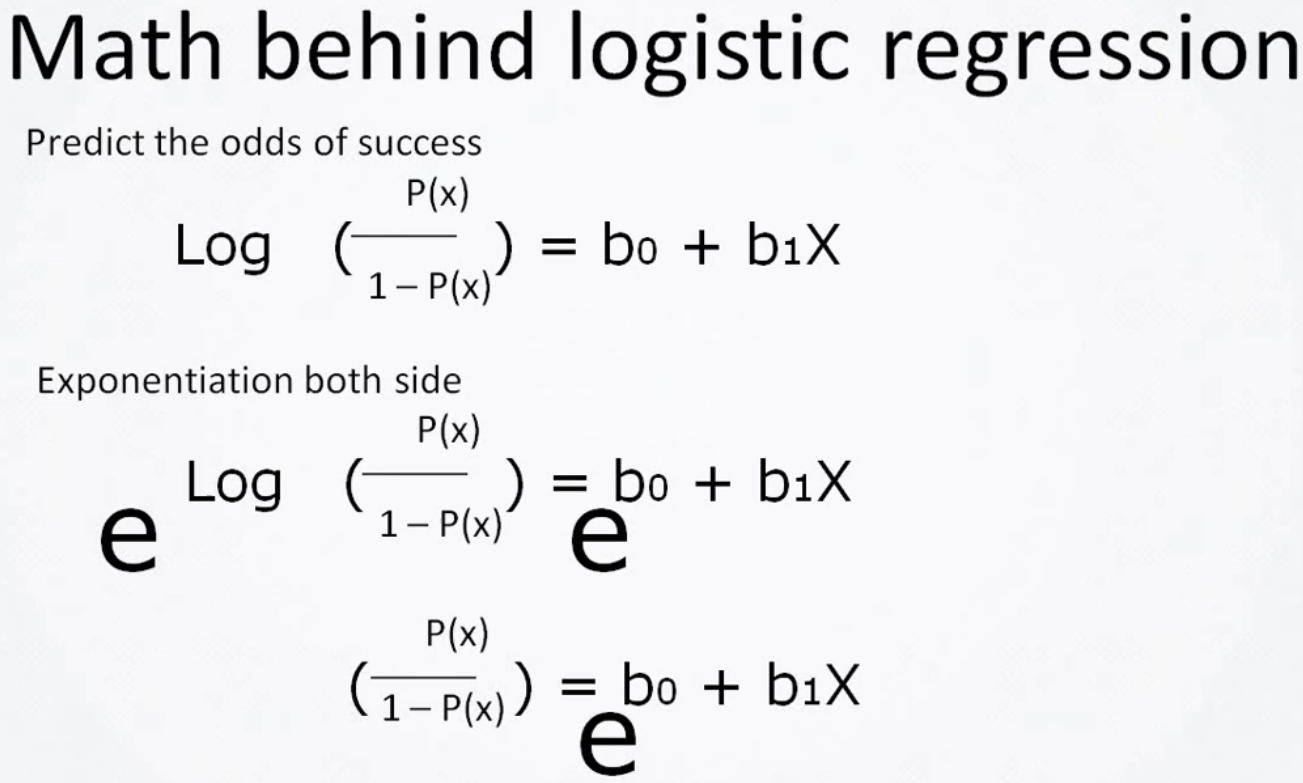 Math behind logistic regression
Predict the odds of success
P(x)
Log ( ) = b0 + b1X
1 – P(x)
Exponentiation both side
P(x)
Log ( ) = b0 + b1X
1 – P(x)
e e
P(x)
( ) = b0 + b1X
1 – P(x)
e